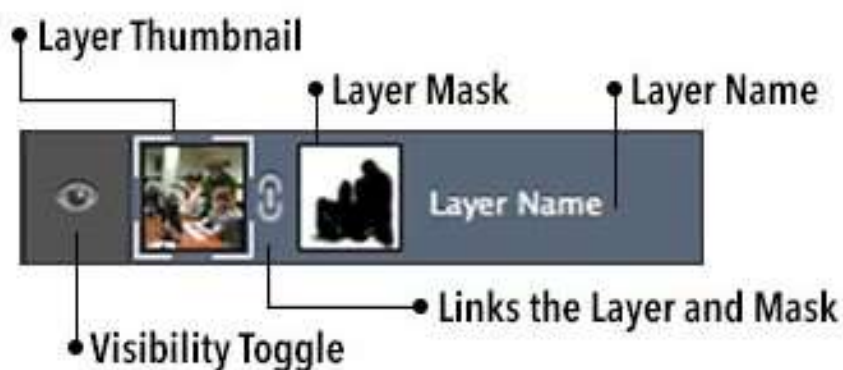 Layer Thumbnail
Layer Mask
Layer Name
Layer Name
Links the Layer and Mask
Visibility Toggle